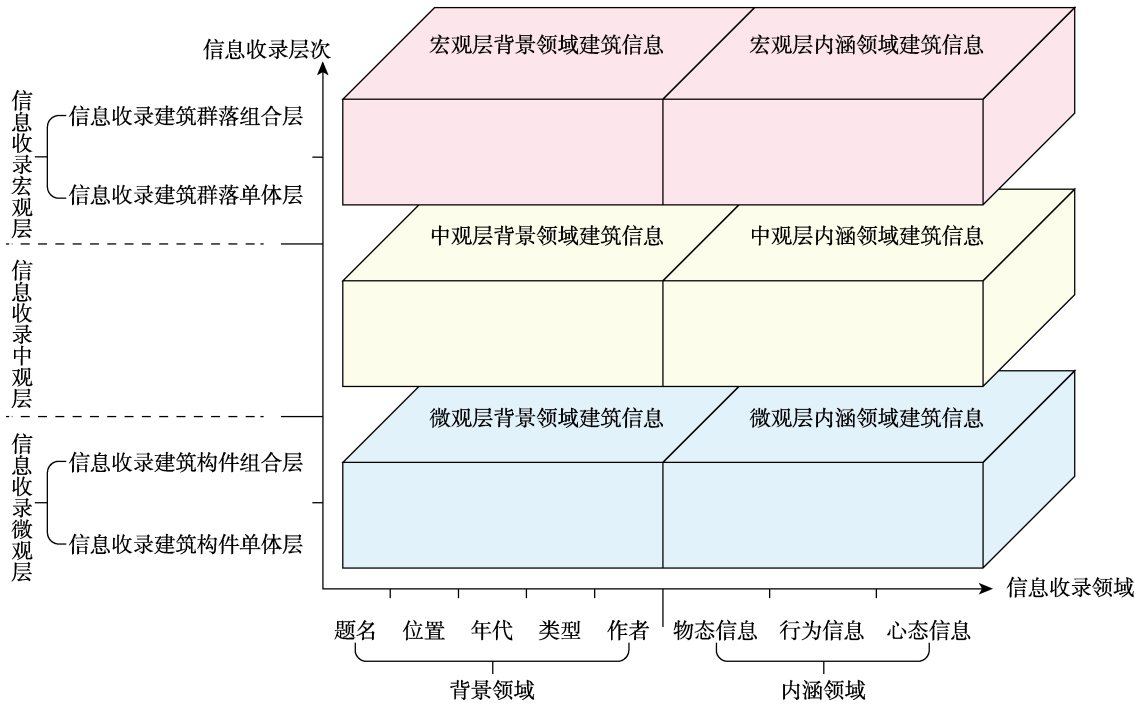 信息收录层次
宏观层背景领域建筑信息
宏观层内涵领域建筑信息
信息收录宏观层
信息收录建筑群落组合层
信息收录建筑群落单体层
中观层背景领域建筑信息
中观层内涵领域建筑信息
信息收录中观层
微观层背景领域建筑信息
微观层内涵领域建筑信息
信息收录微观层
信息收录建筑构件组合层
信息收录建筑构件单体层
信息收录领域
题名
位置
年代
类型
作者
物态信息
行为信息
心态信息
背景领域
内涵领域